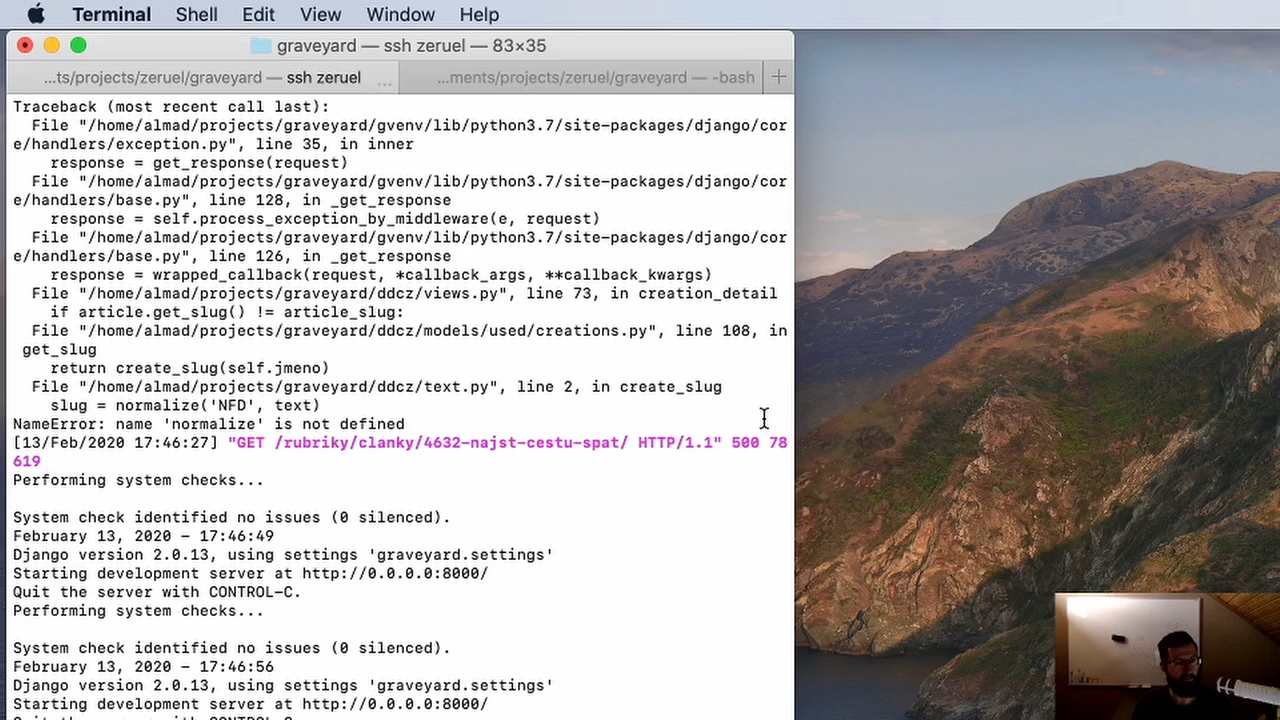 Terminal Shell Edit View Window Help
graveyard — ssh zeruel — 83×35
...ts/projects/zeruel/graveyard — ssh zeruel ... ...ments/projects/zeruel/graveyard — -bash +
Traceback (most recent call last):
  File "/home/almad/projects/graveyard/gvenv/lib/python3.7/site-packages/django/cor
e/handlers/exception.py", line 35, in inner
    response = get_response(request)
  File "/home/almad/projects/graveyard/gvenv/lib/python3.7/site-packages/django/cor
e/handlers/base.py", line 128, in _get_response
    response = self.process_exception_by_middleware(e, request)
  File "/home/almad/projects/graveyard/gvenv/lib/python3.7/site-packages/django/cor
e/handlers/base.py", line 126, in _get_response
    response = wrapped_callback(request, *callback_args, **callback_kwargs)
  File "/home/almad/projects/graveyard/ddcz/views.py", line 73, in creation_detail
    if article.get_slug() != article_slug:
  File "/home/almad/projects/graveyard/ddcz/models/used/creations.py", line 108, in
 get_slug
    return create_slug(self.jmeno)
  File "/home/almad/projects/graveyard/ddcz/text.py", line 2, in create_slug
    slug = normalize('NFD', text)
NameError: name 'normalize' is not defined
[13/Feb/2020 17:46:27] "GET /rubriky/clanky/4632-najst-cestu-spat/ HTTP/1.1" 500 78
619
Performing system checks...
System check identified no issues (0 silenced).
February 13, 2020 - 17:46:49
Django version 2.0.13, using settings 'graveyard.settings'
Starting development server at http://0.0.0.0:8000/
Quit the server with CONTROL-C.
Performing system checks...
System check identified no issues (0 silenced).
February 13, 2020 - 17:46:56
Django version 2.0.13, using settings 'graveyard.settings'
Starting development server at http://0.0.0.0:8000/
Quit the server with CONTROL-C.